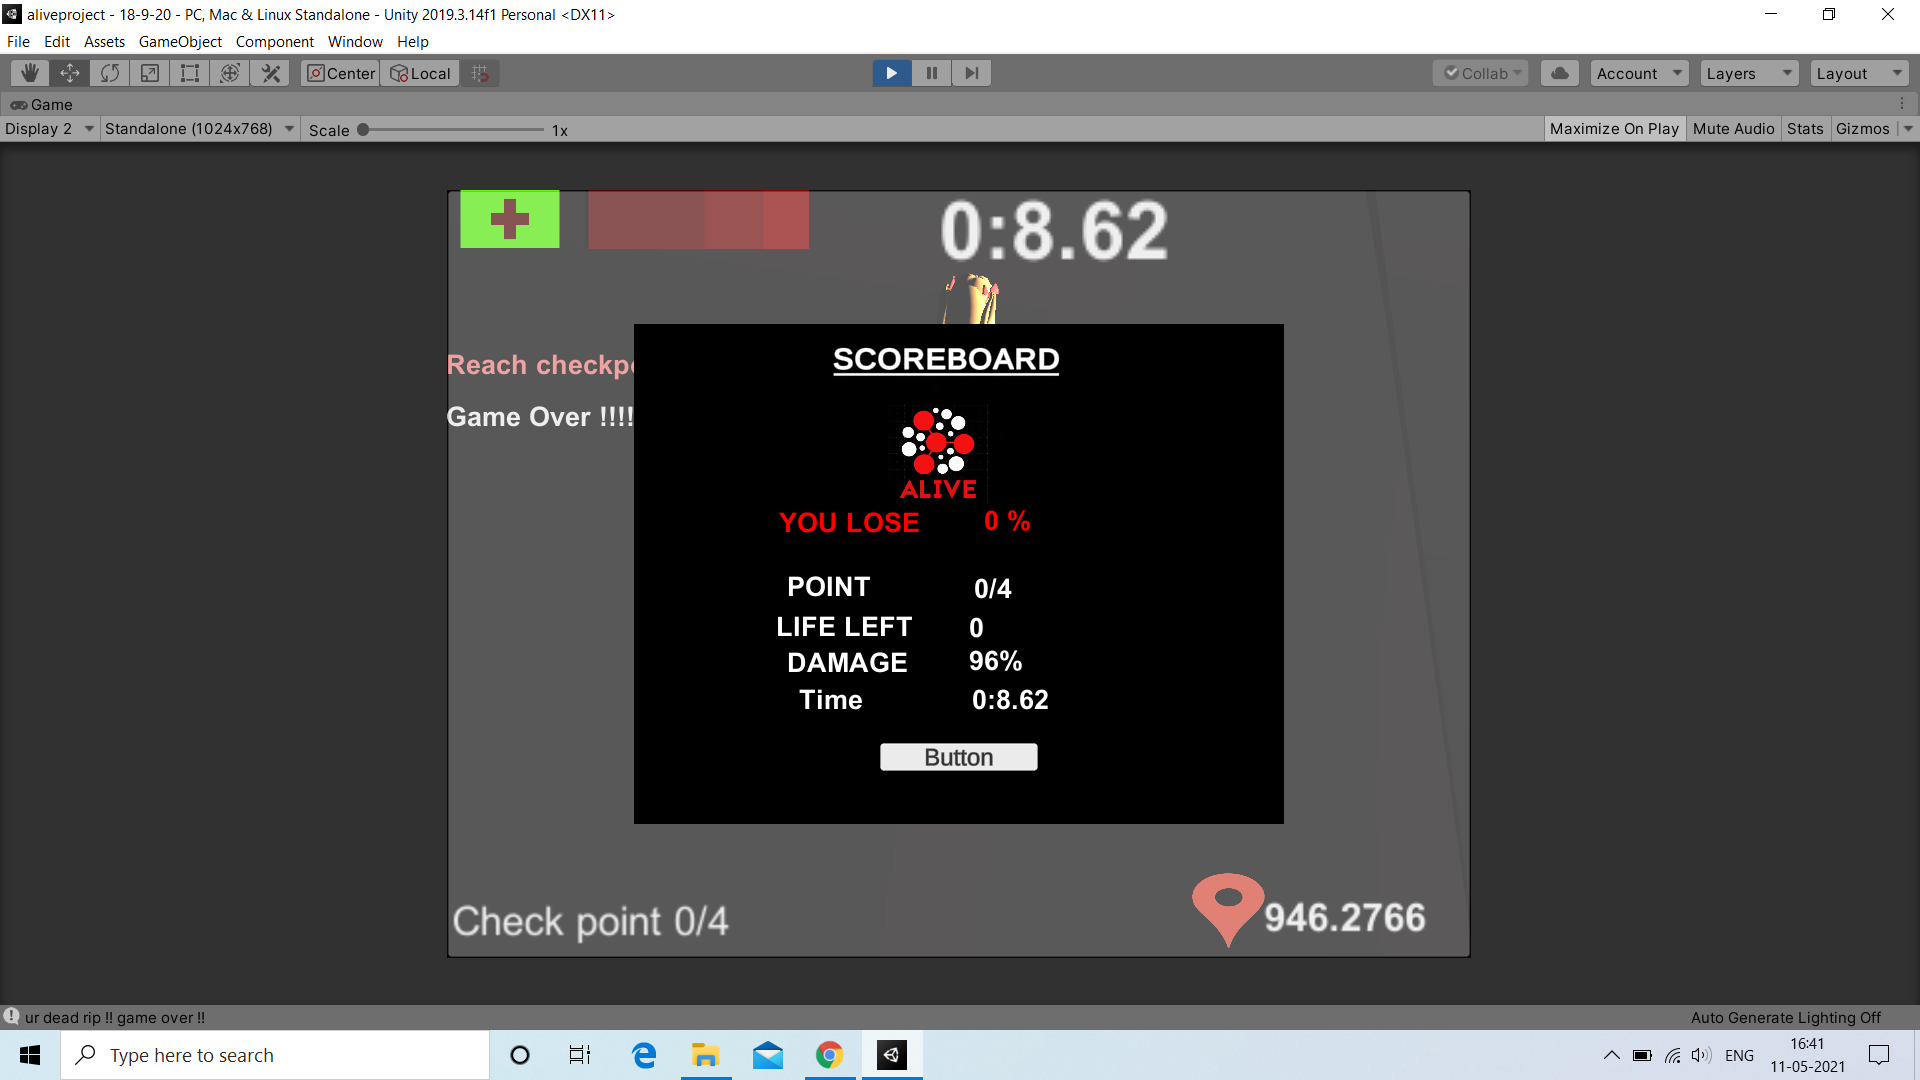 aliveproject - 18-9-20 - PC, Mac & Linux Standalone - Unity 2019.3.14f1 Personal <DX11>
File Edit Assets GameObject Component Window Help
Center Local Collab Account Layers Layout
Game
Display 2 Standalone (1024x768) Scale 1x Maximize On Play Mute Audio Stats Gizmos
0:8.62
SCOREBOARD
Reach checkp
Game Over !!!!
ALIVE
YOU LOSE 0 %
POINT 0/4
LIFE LEFT 0
DAMAGE 96%
Time 0:8.62
Button
Check point 0/4
946.2766
ur dead rip !! game over !!
Auto Generate Lighting Off
Type here to search
ENG
16:41
11-05-2021